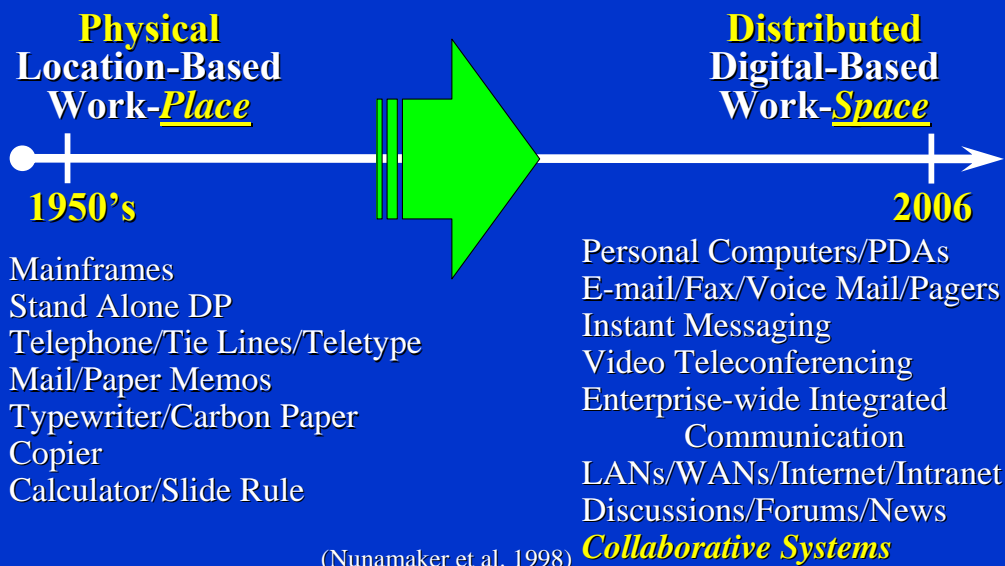 Physical
Location-Based
Work-Place
Distributed
Digital-Based
Work-Space
1950’s
2006
Mainframes
Stand Alone DP
Telephone/Tie Lines/Teletype
Mail/Paper Memos
Typewriter/Carbon Paper
Copier
Calculator/Slide Rule
Personal Computers/PDAs
E-mail/Fax/Voice Mail/Pagers
Instant Messaging
Video Teleconferencing
Enterprise-wide Integrated
Communication
LANs/WANs/Internet/Intranet
Discussions/Forums/News
Collaborative Systems
(Nunamaker et al, 1998)